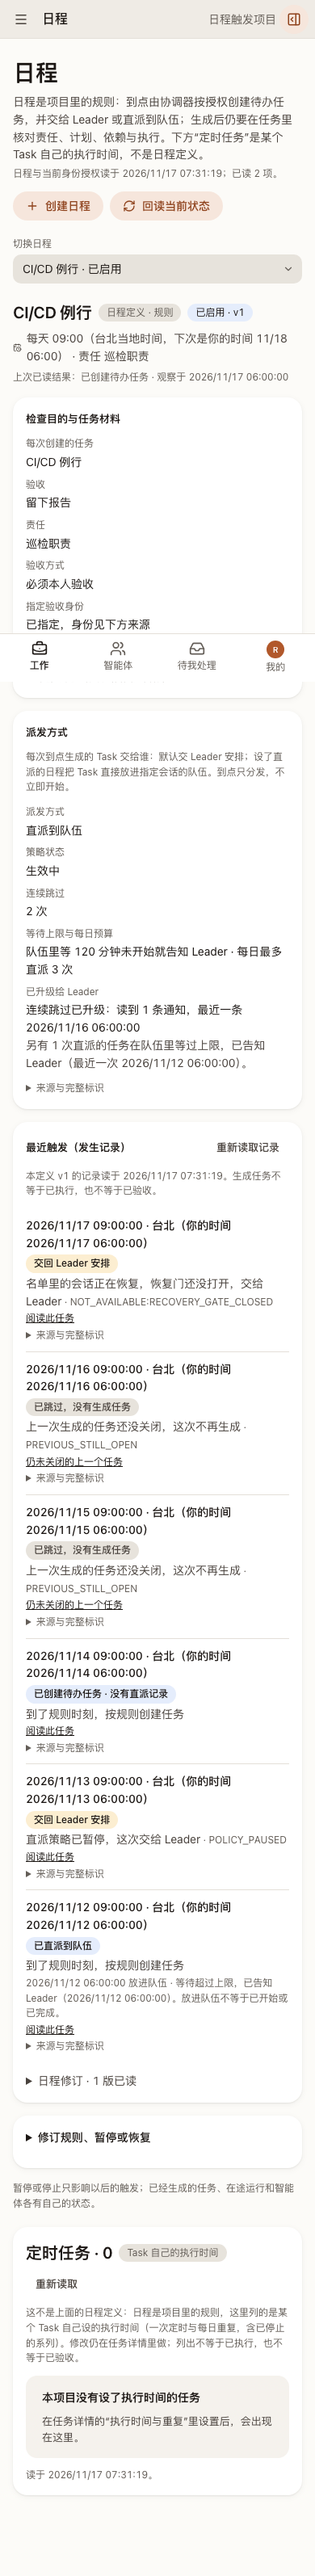 日程
日程触发项目
日程
日程是项目里的规则：到点由协调器按授权创建待办任
务，并交给 Leader 或直派到队伍；生成后仍要在任务里
核对责任、计划、依赖与执行。下方“定时任务”是某个
Task 自己的执行时间，不是日程定义。
日程与当前身份授权读于 2026/11/17 07:31:19；已读 2 项。
创建日程
回读当前状态
切换日程
CI/CD 例行 · 已启用
CI/CD 例行
日程定义 · 规则
已启用 · v1
每天 09:00（台北当地时间，下次是你的时间 11/18
06:00） · 责任 巡检职责
上次已读结果：已创建待办任务 · 观察于 2026/11/17 06:00:00
检查目的与任务材料
每次创建的任务
CI/CD 例行
验收
留下报告
责任
巡检职责
验收方式
必须本人验收
指定验收身份
已指定，身份见下方来源
工作
智能体
待我处理
R
我的
派发方式
每次到点生成的 Task 交给谁：默认交 Leader 安排；设了直
派的日程把 Task 直接放进指定会话的队伍。到点只分发，不
立即开始。
派发方式
直派到队伍
策略状态
生效中
连续跳过
2 次
等待上限与每日预算
队伍里等 120 分钟未开始就告知 Leader · 每日最多
直派 3 次
已升级给 Leader
连续跳过已升级：读到 1 条通知，最近一条
2026/11/16 06:00:00
另有 1 次直派的任务在队伍里等过上限，已告知
Leader（最近一次 2026/11/12 06:00:00）。
来源与完整标识
最近触发（发生记录）
重新读取记录
本定义 v1 的记录读于 2026/11/17 07:31:19。生成任务不
等于已执行，也不等于已验收。
2026/11/17 09:00:00 · 台北（你的时间
2026/11/17 06:00:00）
交回 Leader 安排
名单里的会话正在恢复，恢复门还没打开，交给
Leader · NOT_AVAILABLE:RECOVERY_GATE_CLOSED
阅读此任务
来源与完整标识
2026/11/16 09:00:00 · 台北（你的时间
2026/11/16 06:00:00）
已跳过，没有生成任务
上一次生成的任务还没关闭，这次不再生成 ·
PREVIOUS_STILL_OPEN
仍未关闭的上一个任务
来源与完整标识
2026/11/15 09:00:00 · 台北（你的时间
2026/11/15 06:00:00）
已跳过，没有生成任务
上一次生成的任务还没关闭，这次不再生成 ·
PREVIOUS_STILL_OPEN
仍未关闭的上一个任务
来源与完整标识
2026/11/14 09:00:00 · 台北（你的时间
2026/11/14 06:00:00）
已创建待办任务 · 没有直派记录
到了规则时刻，按规则创建任务
阅读此任务
来源与完整标识
2026/11/13 09:00:00 · 台北（你的时间
2026/11/13 06:00:00）
交回 Leader 安排
直派策略已暂停，这次交给 Leader · POLICY_PAUSED
阅读此任务
来源与完整标识
2026/11/12 09:00:00 · 台北（你的时间
2026/11/12 06:00:00）
已直派到队伍
到了规则时刻，按规则创建任务
2026/11/12 06:00:00 放进队伍 · 等待超过上限，已告知
Leader（2026/11/12 06:00:00）。放进队伍不等于已开始或
已完成。
阅读此任务
来源与完整标识
日程修订 · 1 版已读
修订规则、暂停或恢复
暂停或停止只影响以后的触发；已经生成的任务、在途运行和智能
体各有自己的状态。
定时任务 · 0
Task 自己的执行时间
重新读取
这不是上面的日程定义：日程是项目里的规则，这里列的是某
个 Task 自己设的执行时间（一次定时与每日重复，含已停止
的系列）。修改仍在任务详情里做；列出不等于已执行，也不
等于已验收。
本项目没有设了执行时间的任务
在任务详情的“执行时间与重复”里设置后，会出现
在这里。
读于 2026/11/17 07:31:19。